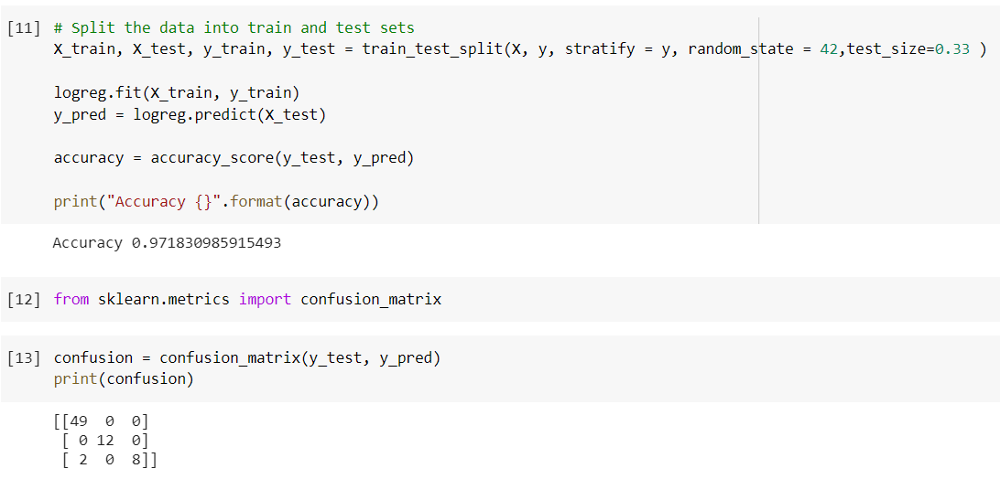 [11] # Split the data into train and test sets
X_train, X_test, y_train, y_test = train_test_split(X, y, stratify = y, random_state = 42,test_size=0.33 )
logreg.fit(X_train, y_train)
y_pred = logreg.predict(X_test)
accuracy = accuracy_score(y_test, y_pred)
print("Accuracy {}".format(accuracy))
Accuracy 0.971830985915493
[12] from sklearn.metrics import confusion_matrix
[13] confusion = confusion_matrix(y_test, y_pred)
print(confusion)
[[49  0  0]
 [ 0 12  0]
 [ 2  0  8]]